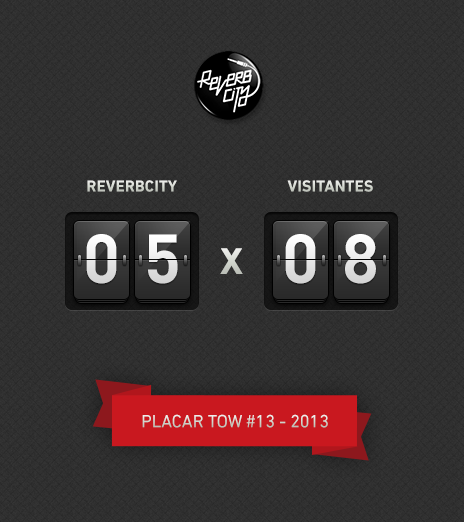 REVERB
CITY
REVERBCITY
VISITANTES
05 x 08
PLACAR TOW #13 - 2013